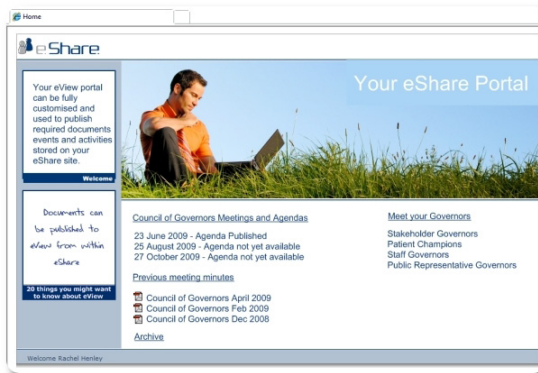 Home
eShare
Your eShare Portal
Your eView portal
can be fully
customised and
used to publish
required documents
events and activities
stored on your
eShare site.
Welcome
Documents can
be published to
eView from within
eShare
20 things you might want
to know about eView
Council of Governors Meetings and Agendas
23 June 2009 - Agenda Published
25 August 2009 - Agenda not yet available
27 October 2009 - Agenda not yet available
Previous meeting minutes
Council of Governors April 2009
Council of Governors Feb 2009
Council of Governors Dec 2008
Archive
Meet your Governors
Stakeholder Governors
Patient Champions
Staff Governors
Public Representative Governors
Welcome Rachel Henley